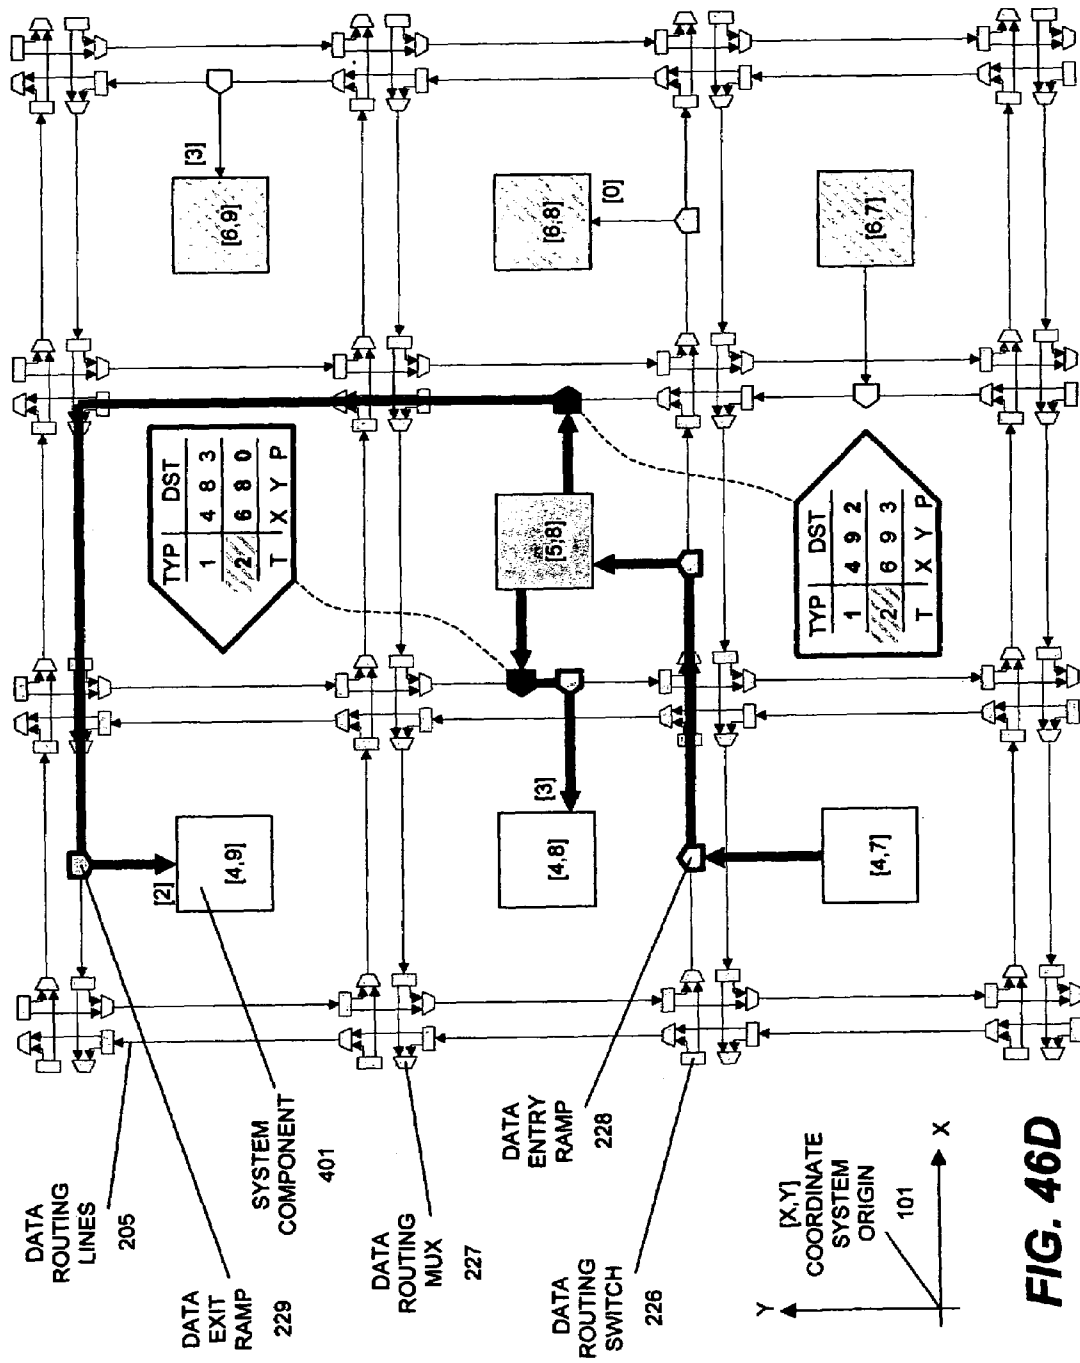 DATA
ROUTING
LINES
205
DATA
EXIT
RAMP
229
SYSTEM
COMPONENT
401
DATA
ROUTING
MUX
227
DATA
ENTRY
RAMP
228
DATA
ROUTING
SWITCH
226
[X,Y]
COORDINATE
SYSTEM
ORIGIN
101
Y
X
[2]
[4,9]
[4,8]
[3]
[4,7]
TYP DST
1 4 8 3
2 6 8 0
T X Y P
[5,8]
TYP DST
1 4 9 2
2 6 9 3
T X Y P
[3]
[6,9]
[6,8]
[0]
[6,7]
FIG. 46D